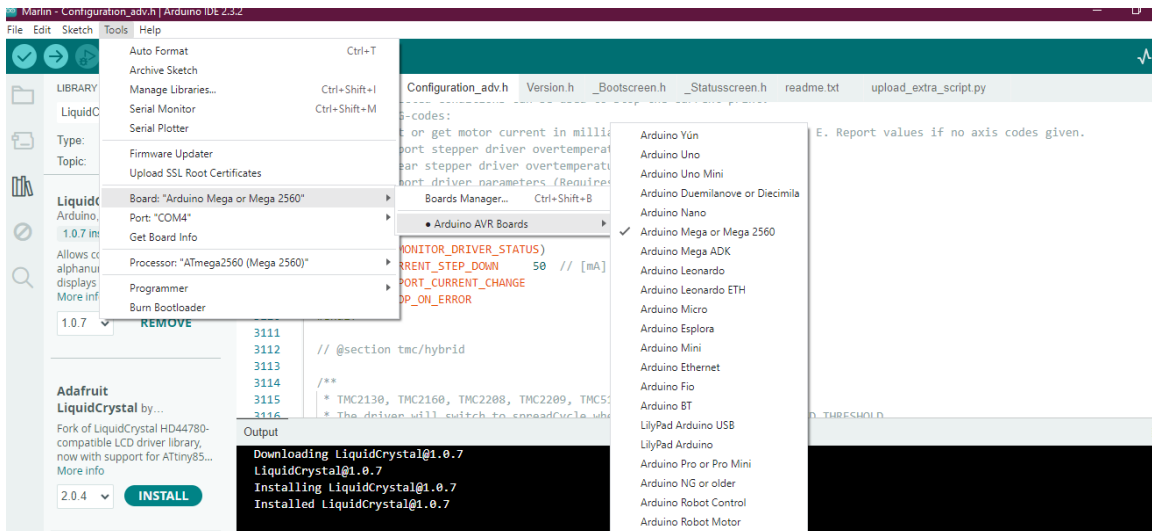 Marlin - Configuration_adv.h | Arduino IDE 2.3.2
File Edit Sketch Tools Help
Auto Format Ctrl+T
Archive Sketch
Manage Libraries... Ctrl+Shift+I
Serial Monitor Ctrl+Shift+M
Serial Plotter
Firmware Updater
Upload SSL Root Certificates
Board: "Arduino Mega or Mega 2560"
Port: "COM4"
Get Board Info
Processor: "ATmega2560 (Mega 2560)"
Programmer
Burn Bootloader
Boards Manager... Ctrl+Shift+B
● Arduino AVR Boards
Arduino Yún
Arduino Uno
Arduino Uno Mini
Arduino Duemilanove or Diecimila
Arduino Nano
✓ Arduino Mega or Mega 2560
Arduino Mega ADK
Arduino Leonardo
Arduino Leonardo ETH
Arduino Micro
Arduino Esplora
Arduino Mini
Arduino Ethernet
Arduino Fio
Arduino BT
LilyPad Arduino USB
LilyPad Arduino
Arduino Pro or Pro Mini
Arduino NG or older
Arduino Robot Control
Arduino Robot Motor
LIBRARY
LiquidC
Type:
Topic:
LiquidC
Arduino,
1.0.7 ins
Allows co
alphanu
displays
More inf
1.0.7 REMOVE
Adafruit
LiquidCrystal by...
Fork of LiquidCrystal HD44780-
compatible LCD driver library,
now with support for ATtiny85...
More info
2.0.4 INSTALL
Configuration_adv.h Version.h _Bootscreen.h _Statusscreen.h readme.txt upload_extra_script.py
-codes:
t or get motor current in millia E. Report values if no axis codes given.
port stepper driver overtemperat
ear stepper driver overtemperatu
port driver parameters (Requires
MONITOR_DRIVER_STATUS)
RRENT_STEP_DOWN 50 // [mA]
PORT_CURRENT_CHANGE
OP_ON_ERROR
3111
3112 // @section tmc/hybrid
3113
3114 /**
3115 * TMC2130, TMC2160, TMC2208, TMC2209, TMC51
3116 * The driver will switch to spreadCycle whe D THRESHOLD
Output
Downloading LiquidCrystal@1.0.7
LiquidCrystal@1.0.7
Installing LiquidCrystal@1.0.7
Installed LiquidCrystal@1.0.7